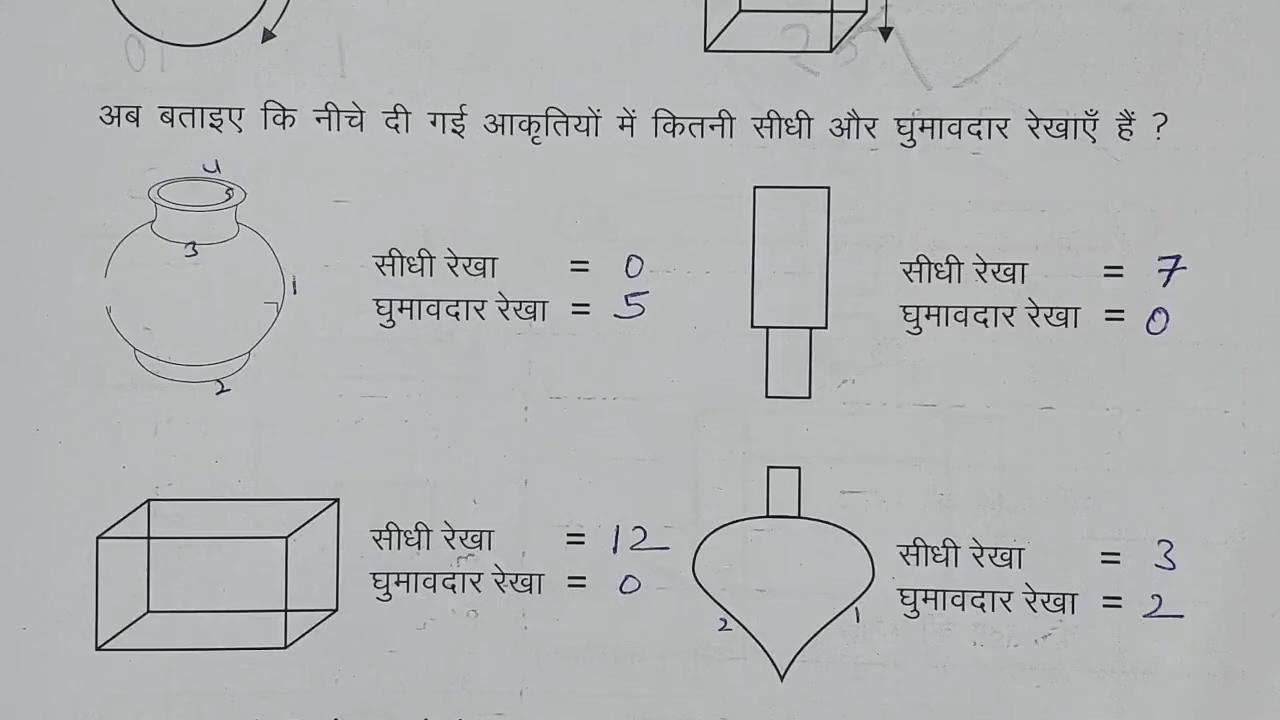 अब बताइए कि नीचे दी गई आकृतियों में कितनी सीधी और घुमावदार रेखाएँ हैं ?
4
5
3
1
2
सीधी रेखा = 0
घुमावदार रेखा = 5
सीधी रेखा = 7
घुमावदार रेखा = 0
सीधी रेखा = 12
घुमावदार रेखा = 0
2
1
सीधी रेखा = 3
घुमावदार रेखा = 2